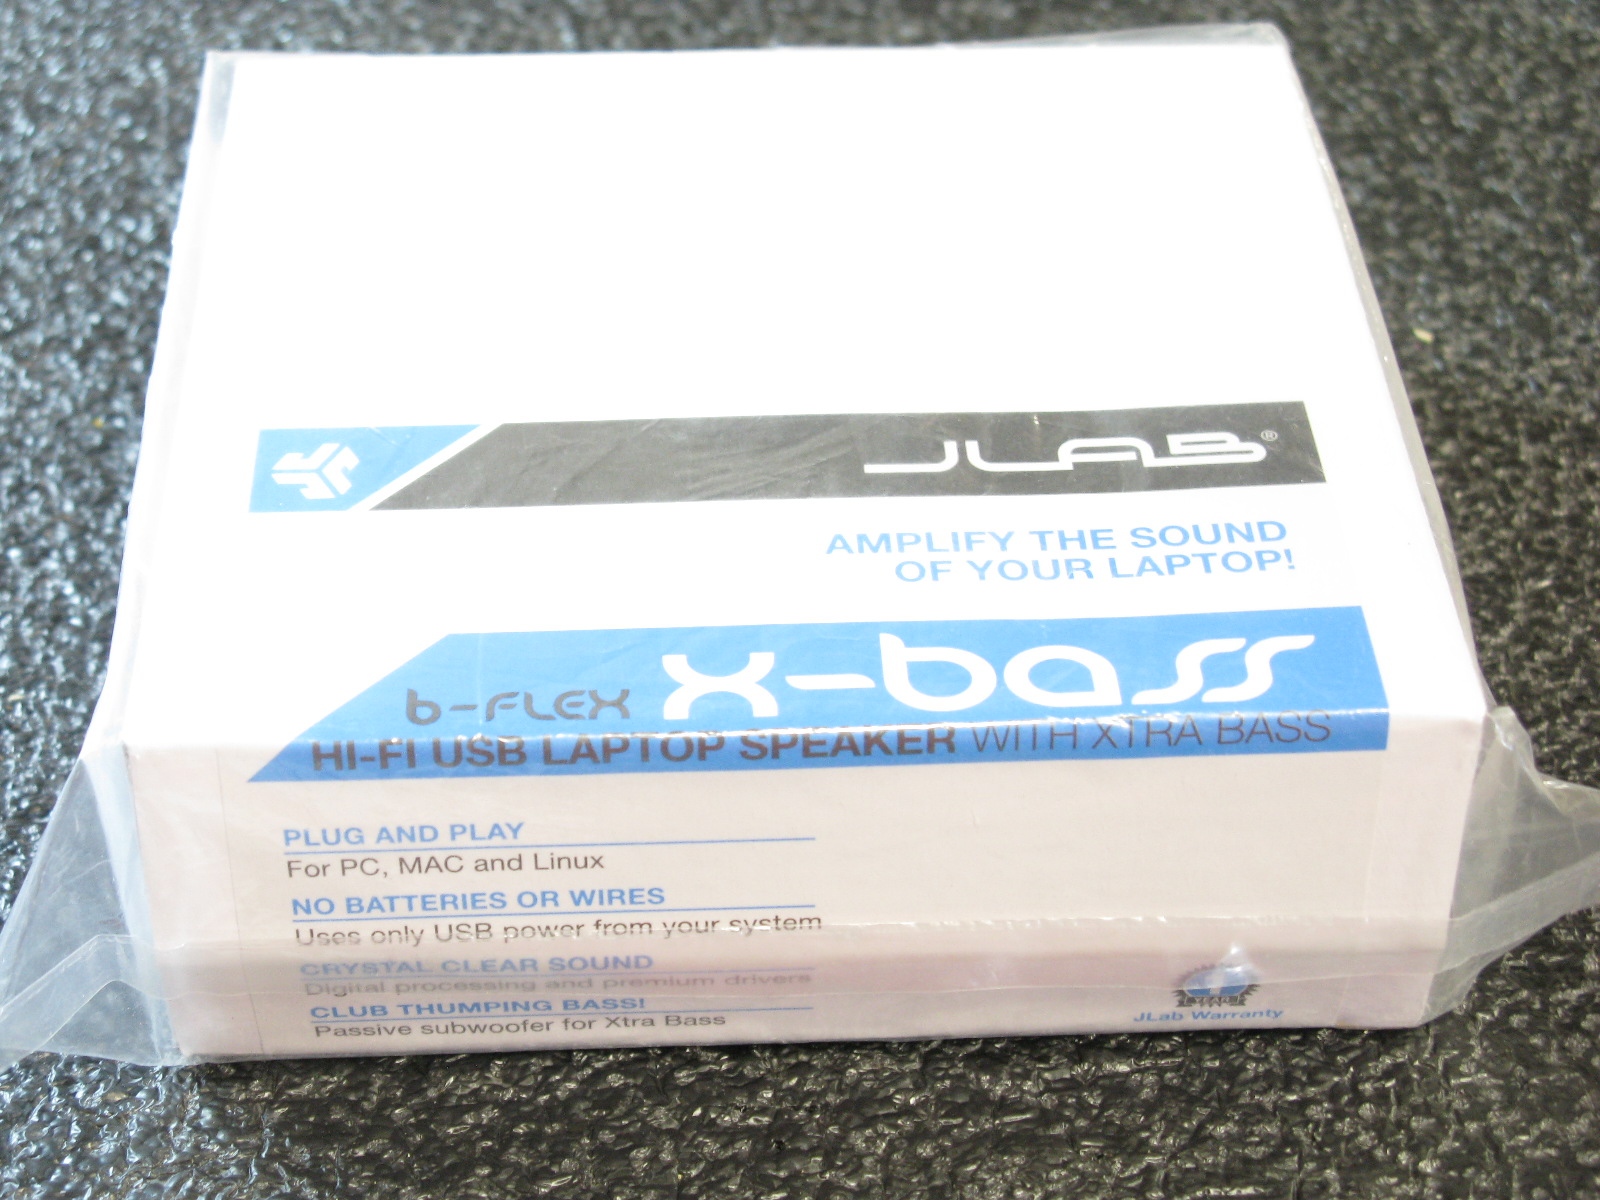 JLAB®
AMPLIFY THE SOUND
OF YOUR LAPTOP!
b-FLEX x-bass
HI-FI USB LAPTOP SPEAKER WITH XTRA BASS
PLUG AND PLAY
For PC, MAC and Linux
NO BATTERIES OR WIRES
Uses only USB power from your system
CRYSTAL CLEAR SOUND
Digital processing and premium drivers
CLUB THUMPING BASS!
Passive subwoofer for Xtra Bass
1
YEAR
JLab Warranty